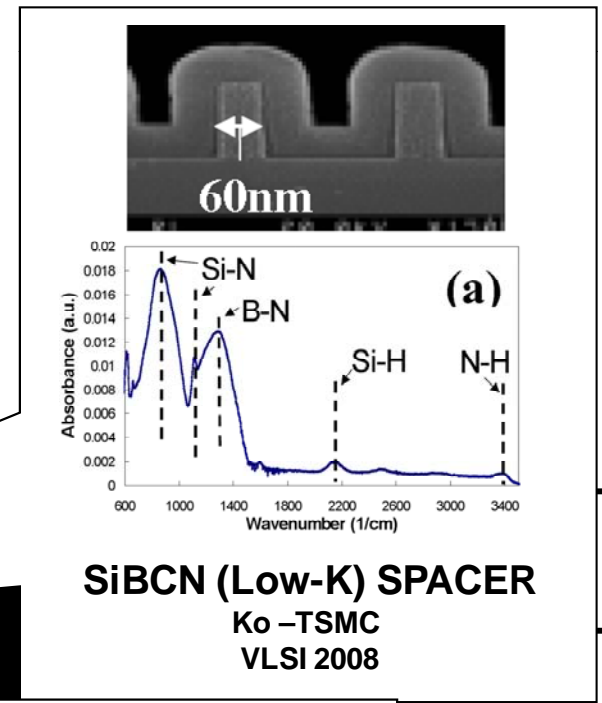 60nm
0.02
0.018
0.016
0.014
0.012
0.01
0.008
0.006
0.004
0.002
0
Absorbance (a.u.)
Si-N
B-N
(a)
Si-H
N-H
600 1000 1400 1800 2200 2600 3000 3400
Wavenumber (1/cm)
SiBCN (Low-K) SPACER
Ko –TSMC
VLSI 2008